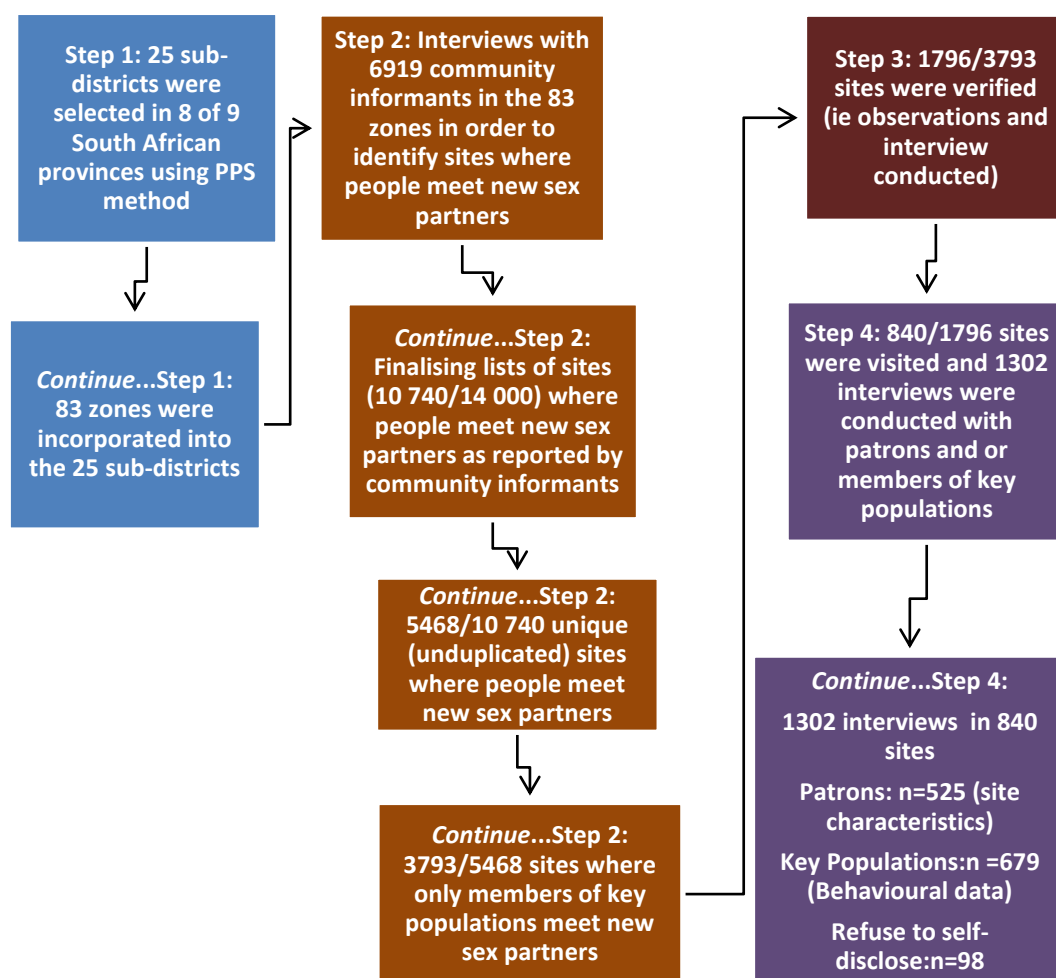 Step 1: 25 sub-
districts were
selected in 8 of 9
South African
provinces using PPS
method
Continue...Step 1:
83 zones were
incorporated into
the 25 sub-districts
Step 2: Interviews with
6919 community
informants in the 83
zones in order to
identify sites where
people meet new sex
partners
Continue...Step 2:
Finalising lists of sites
(10 740/14 000) where
people meet new sex
partners as reported by
community informants
Continue...Step 2:
5468/10 740 unique
(unduplicated) sites
where people meet
new sex partners
Continue...Step 2:
3793/5468 sites where
only members of key
populations meet new
sex partners
Step 3: 1796/3793
sites were verified
(ie observations and
interview
conducted)
Step 4: 840/1796 sites
were visited and 1302
interviews were
conducted with
patrons and or
members of key
populations
Continue...Step 4:
1302 interviews in 840
sites
Patrons: n=525 (site
characteristics)
Key Populations:n =679
(Behavioural data)
Refuse to self-
disclose:n=98